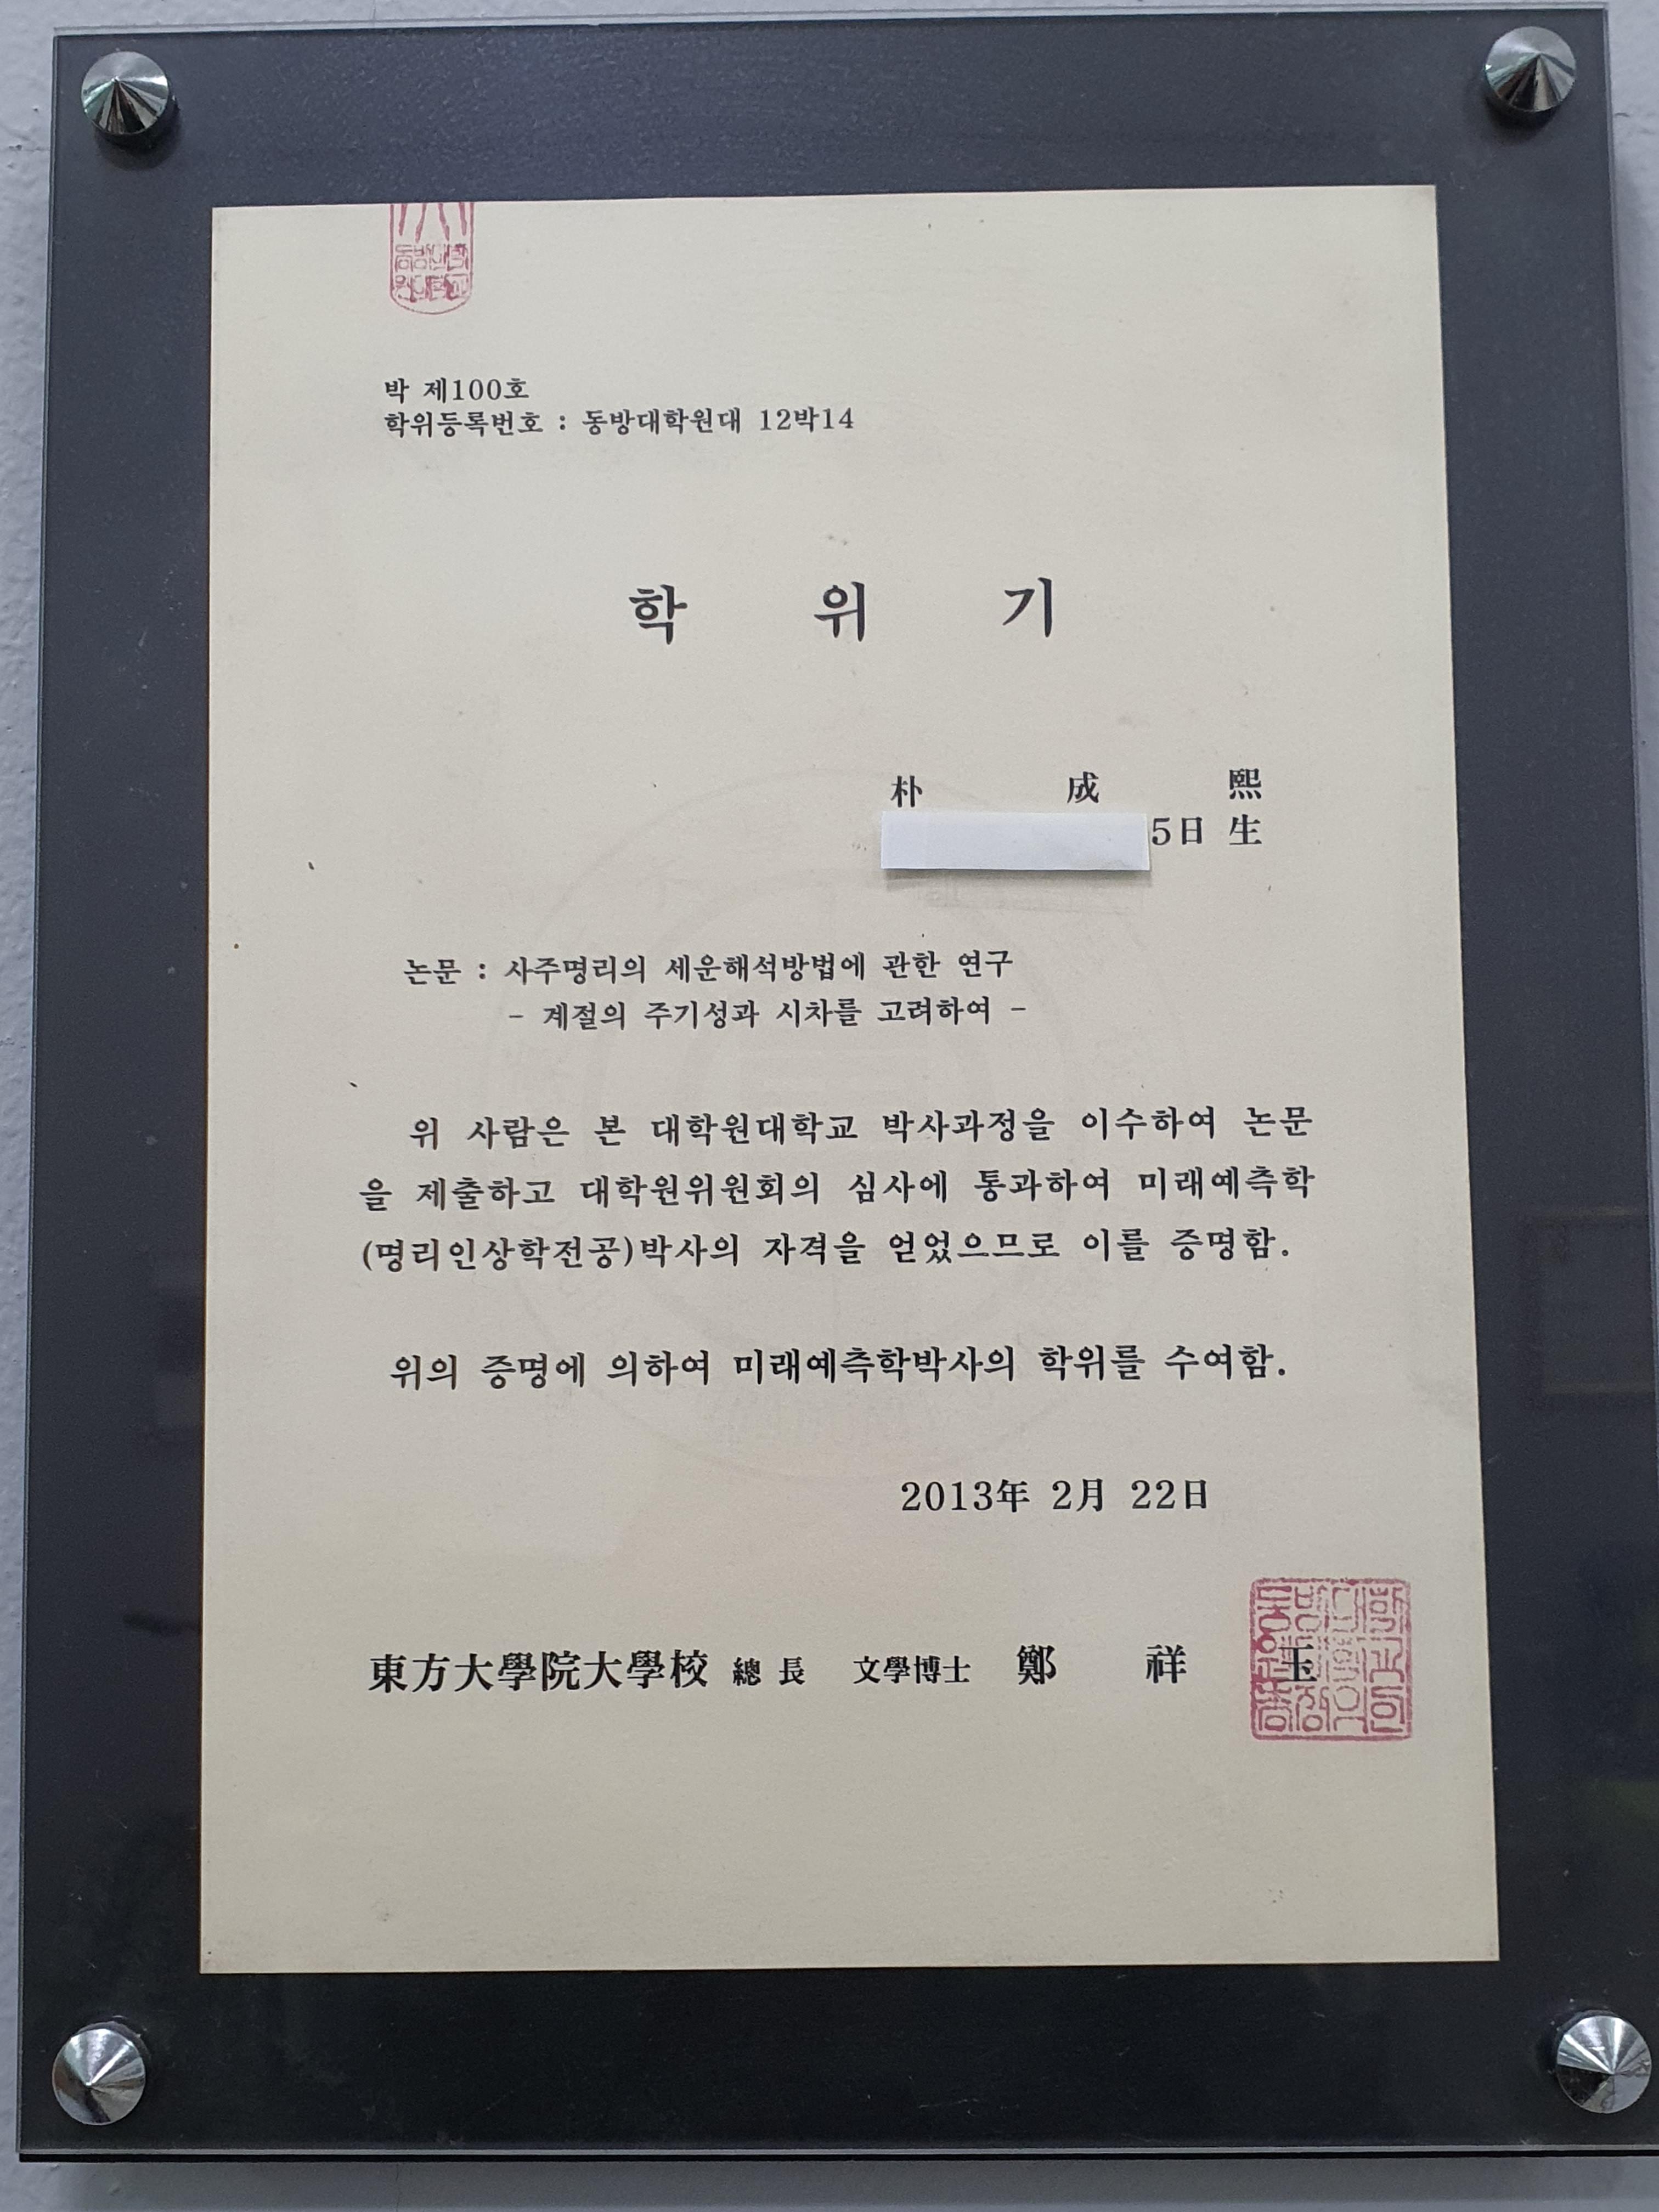 박 제100호
학위등록번호 : 동방대학원대 12박14
학 위 기
朴 成 熙
5日 生
논문 : 사주명리의 세운해석방법에 관한 연구
- 계절의 주기성과 시차를 고려하여 -
위 사람은 본 대학원대학교 박사과정을 이수하여 논문
을 제출하고 대학원위원회의 심사에 통과하여 미래예측학
(명리인상학전공)박사의 자격을 얻었으므로 이를 증명함.
위의 증명에 의하여 미래예측학박사의 학위를 수여함.
2013年 2月 22日
東方大學院大學校 總 長 文學博士 鄭 祥 玉